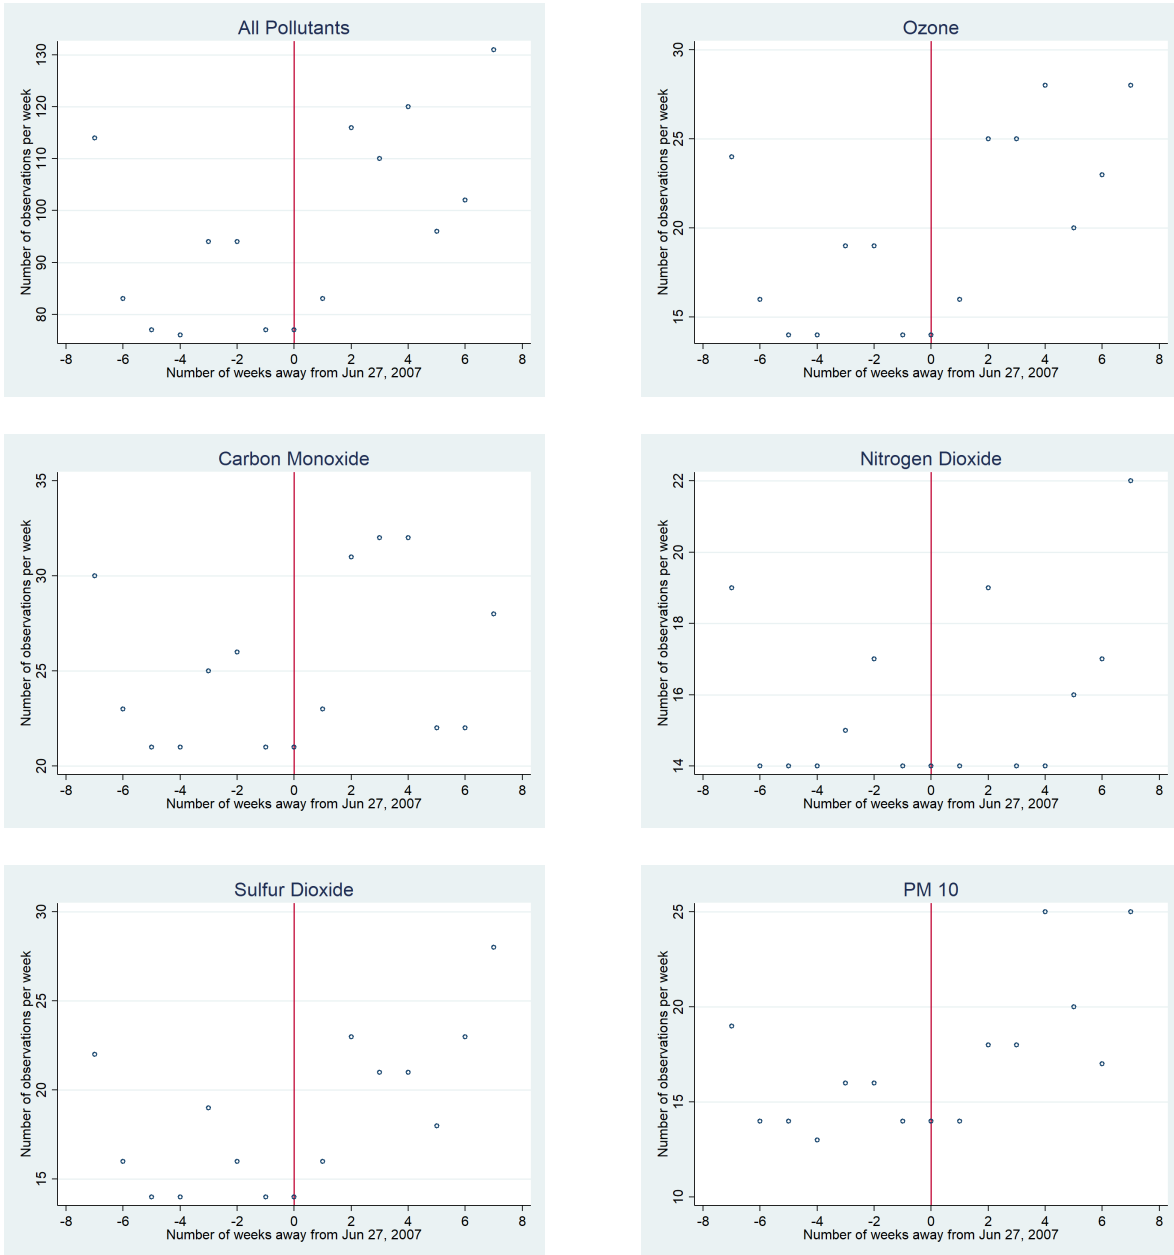 All Pollutants
Number of observations per week
130
120
110
100
90
80
-8 -6 -4 -2 0 2 4 6 8
Number of weeks away from Jun 27, 2007
Ozone
Number of observations per week
30
25
20
15
-8 -6 -4 -2 0 2 4 6 8
Number of weeks away from Jun 27, 2007
Carbon Monoxide
Number of observations per week
35
30
25
20
-8 -6 -4 -2 0 2 4 6 8
Number of weeks away from Jun 27, 2007
Nitrogen Dioxide
Number of observations per week
22
20
18
16
14
-8 -6 -4 -2 0 2 4 6 8
Number of weeks away from Jun 27, 2007
Sulfur Dioxide
Number of observations per week
30
25
20
15
-8 -6 -4 -2 0 2 4 6 8
Number of weeks away from Jun 27, 2007
PM 10
Number of observations per week
25
20
15
10
-8 -6 -4 -2 0 2 4 6 8
Number of weeks away from Jun 27, 2007